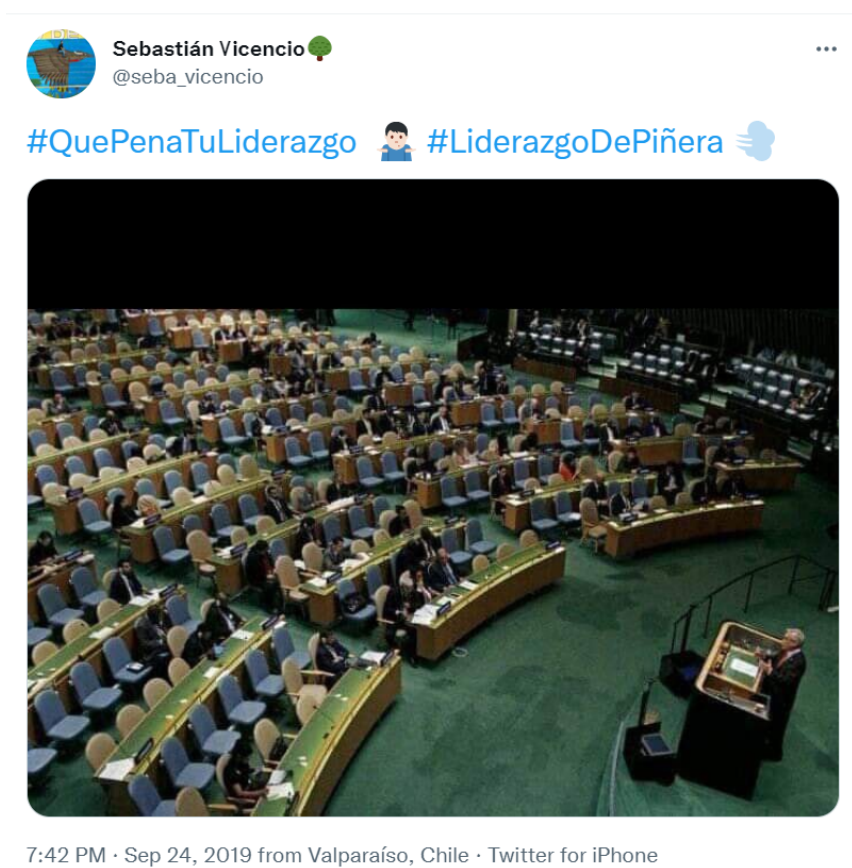 Sebastián Vicencio🌳
@seba_vicencio
#QuePenaTuLiderazgo 🤷🏻‍♂️ #LiderazgoDePiñera 💨
7:42 PM · Sep 24, 2019 from Valparaíso, Chile · Twitter for iPhone